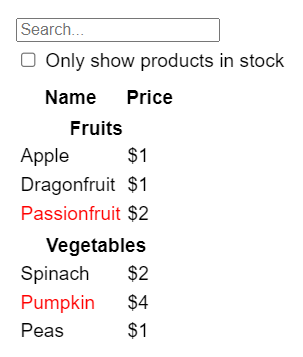 Search...
Only show products in stock
Name Price
Fruits
Apple $1
Dragonfruit $1
Passionfruit $2
Vegetables
Spinach $2
Pumpkin $4
Peas $1